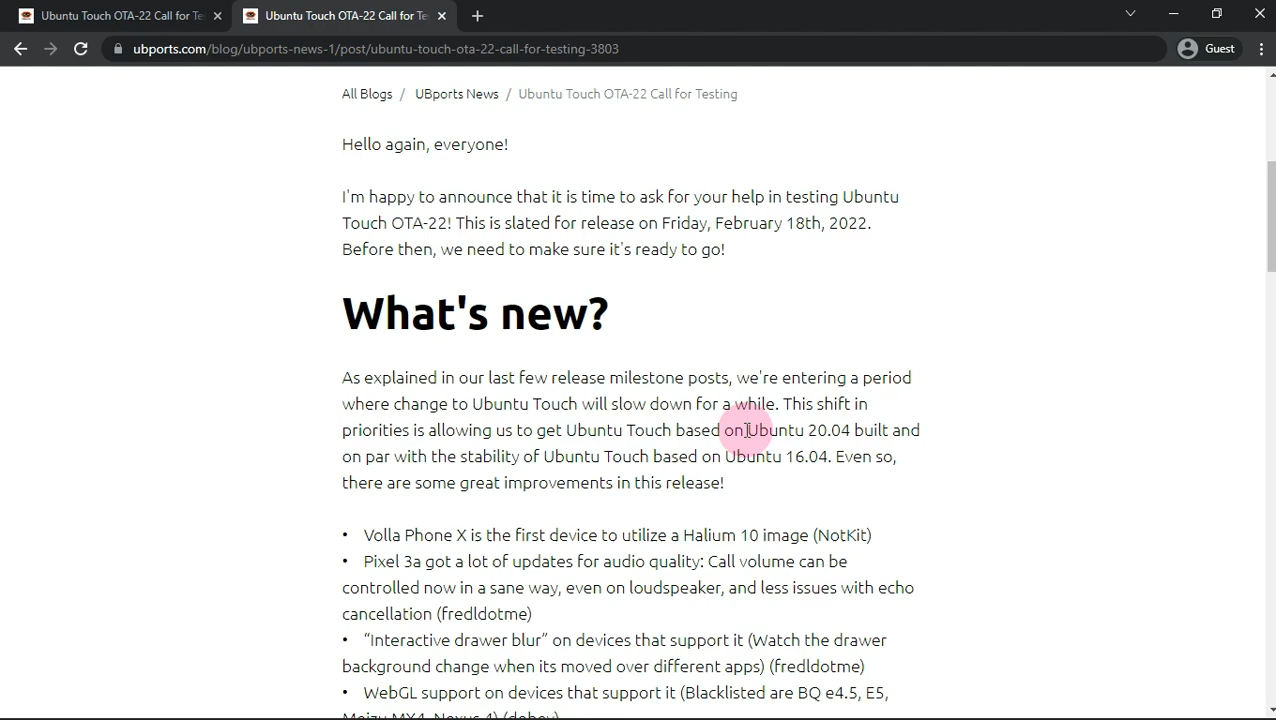 Ubuntu Touch OTA-22 Call for Te
Ubuntu Touch OTA-22 Call for Te
ubports.com/blog/ubports-news-1/post/ubuntu-touch-ota-22-call-for-testing-3803
Guest
All Blogs / UBports News / Ubuntu Touch OTA-22 Call for Testing
Hello again, everyone!
I'm happy to announce that it is time to ask for your help in testing Ubuntu
Touch OTA-22! This is slated for release on Friday, February 18th, 2022.
Before then, we need to make sure it's ready to go!
What's new?
As explained in our last few release milestone posts, we're entering a period
where change to Ubuntu Touch will slow down for a while. This shift in
priorities is allowing us to get Ubuntu Touch based on Ubuntu 20.04 built and
on par with the stability of Ubuntu Touch based on Ubuntu 16.04. Even so,
there are some great improvements in this release!
• Volla Phone X is the first device to utilize a Halium 10 image (NotKit)
• Pixel 3a got a lot of updates for audio quality: Call volume can be
controlled now in a sane way, even on loudspeaker, and less issues with echo
cancellation (fredldotme)
• “Interactive drawer blur” on devices that support it (Watch the drawer
background change when its moved over different apps) (fredldotme)
• WebGL support on devices that support it (Blacklisted are BQ e4.5, E5,
Meizu MX4, Nexus 4) (dobey)